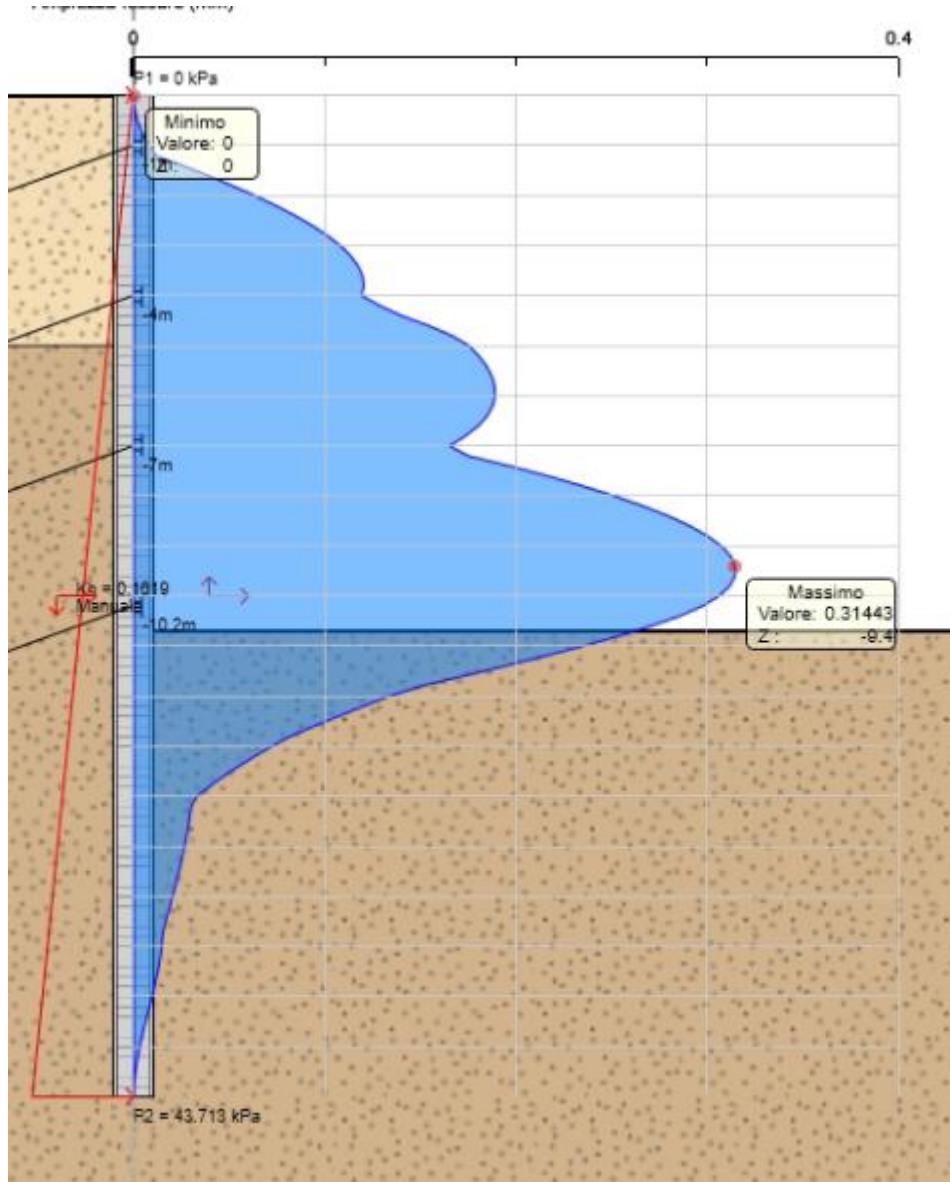 0 0.4
P1 = 0 kPa
Minimo
Valore: 0
Z : 0
-4m
-7m
Manuale
-10.2m
Massimo
Valore: 0.31443
Z : -9.4
P2 = 43.713 kPa